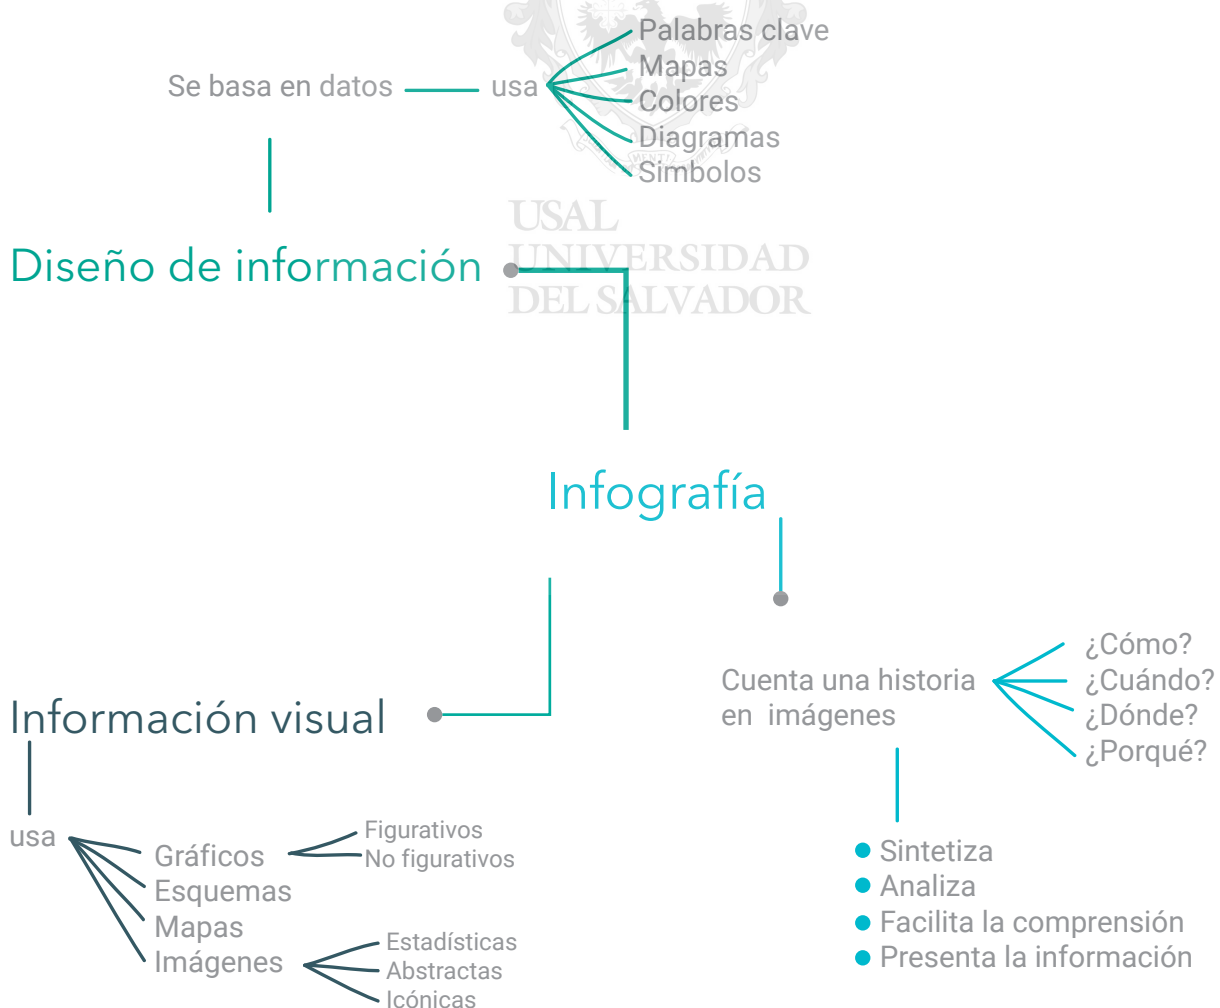 Palabras clave
Mapas
Se basa en datos
usa
Colores
Diagramas
Simbolos
MENTI
USAL
UNIVERSIDAD
DEL SALVADOR
Diseño de información
Infografía
Cuenta una historia
en imágenes
¿Cómo?
¿Cuándo?
¿Dónde?
¿Porqué?
Sintetiza
Analiza
Facilita la comprensión
Presenta la información
Información visual
usa
Gráficos
Figurativos
No figurativos
Esquemas
Mapas
Imágenes
Estadísticas
Abstractas
Icónicas